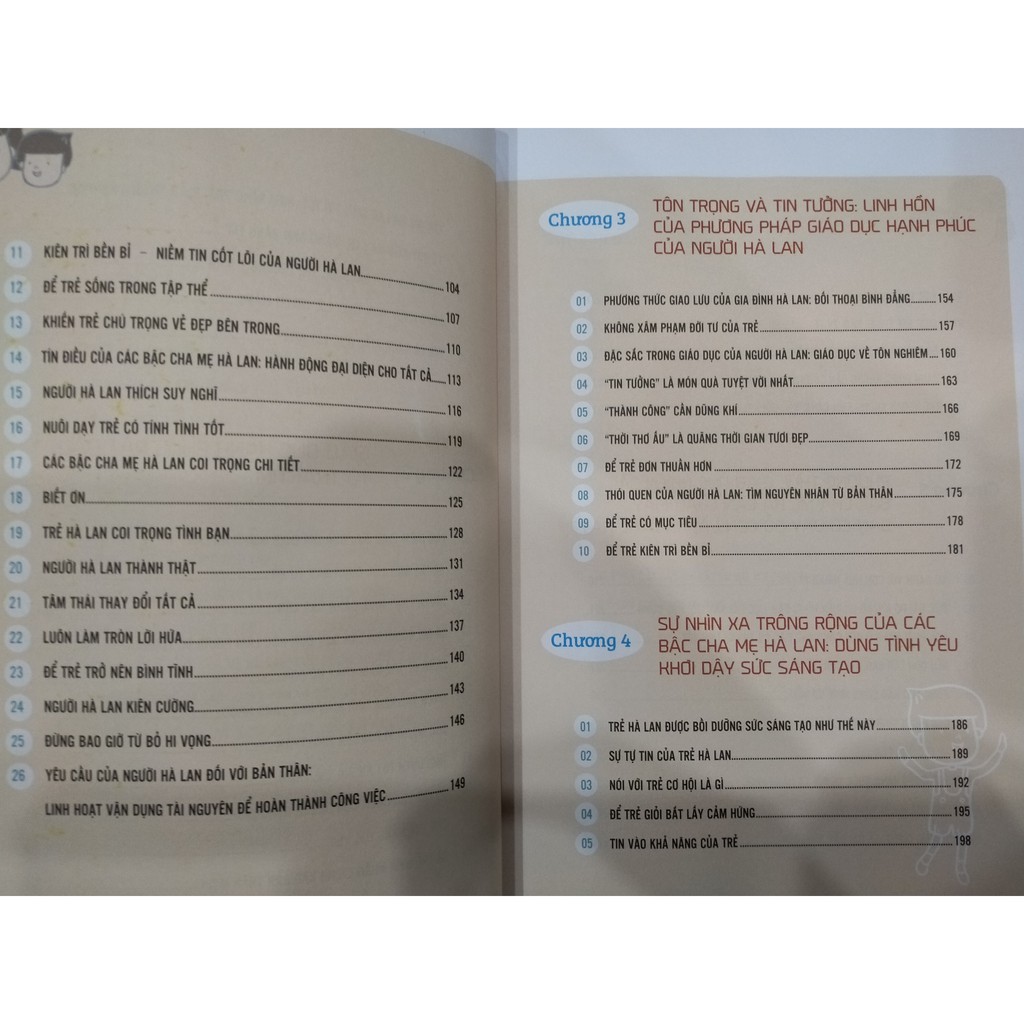 11 KIÊN TRÌ BỀN BỈ – NIỀM TIN CỐT LÕI CỦA NGƯỜI HÀ LAN 104
12 ĐỂ TRẺ SỐNG TRONG TẬP THỂ 107
13 KHIẾN TRẺ CHÚ TRỌNG VẺ ĐẸP BÊN TRONG 110
14 TÍN ĐIỀU CỦA CÁC BẬC CHA MẸ HÀ LAN: HÀNH ĐỘNG ĐẠI DIỆN CHO TẤT CẢ 113
15 NGƯỜI HÀ LAN THÍCH SUY NGHĨ 116
16 NUÔI DẠY TRẺ CÓ TÍNH TÌNH TỐT 119
17 CÁC BẬC CHA MẸ HÀ LAN COI TRỌNG CHI TIẾT 122
18 BIẾT ƠN 125
19 TRẺ HÀ LAN COI TRỌNG TÌNH BẠN 128
20 NGƯỜI HÀ LAN THÀNH THẬT 131
21 TÂM THÁI THAY ĐỔI TẤT CẢ 134
22 LUÔN LÀM TRÒN LỜI HỨA 137
23 ĐỂ TRẺ TRỞ NÊN BÌNH TĨNH 140
24 NGƯỜI HÀ LAN KIÊN CƯỜNG 143
25 ĐỪNG BAO GIỜ TỪ BỎ HI VỌNG 146
26 YÊU CẦU CỦA NGƯỜI HÀ LAN ĐỐI VỚI BẢN THÂN:
LINH HOẠT VẬN DỤNG TÀI NGUYÊN ĐỂ HOÀN THÀNH CÔNG VIỆC 149
Chương 3
TÔN TRỌNG VÀ TIN TƯỞNG: LINH HỒN
CỦA PHƯƠNG PHÁP GIÁO DỤC HẠNH PHÚC
CỦA NGƯỜI HÀ LAN
01 PHƯƠNG THỨC GIAO LƯU CỦA GIA ĐÌNH HÀ LAN: ĐỐI THOẠI BÌNH ĐẲNG 154
02 KHÔNG XÂM PHẠM ĐỜI TƯ CỦA TRẺ 157
03 ĐẶC SẮC TRONG GIÁO DỤC CỦA NGƯỜI HÀ LAN: GIÁO DỤC VỀ TÔN NGHIÊM 160
04 "TIN TƯỞNG" LÀ MÓN QUÀ TUYỆT VỜI NHẤT 163
05 "THÀNH CÔNG" CẦN DŨNG KHÍ 166
06 "THỜI THƠ ẤU" LÀ QUÃNG THỜI GIAN TƯƠI ĐẸP 169
07 ĐỂ TRẺ ĐƠN THUẦN HƠN 172
08 THÓI QUEN CỦA NGƯỜI HÀ LAN: TÌM NGUYÊN NHÂN TỪ BẢN THÂN 175
09 ĐỂ TRẺ CÓ MỤC TIÊU 178
10 ĐỂ TRẺ KIÊN TRÌ BỀN BỈ 181
Chương 4
SỰ NHÌN XA TRÔNG RỘNG CỦA CÁC
BẬC CHA MẸ HÀ LAN: DÙNG TÌNH YÊU
KHƠI DẬY SỨC SÁNG TẠO
01 TRẺ HÀ LAN ĐƯỢC BỒI DƯỠNG SỨC SÁNG TẠO NHƯ THẾ NÀY 186
02 SỰ TỰ TIN CỦA TRẺ HÀ LAN 189
03 NÓI VỚI TRẺ CƠ HỘI LÀ GÌ 192
04 ĐỂ TRẺ GIỎI BẮT LẤY CẢM HỨNG 195
05 TIN VÀO KHẢ NĂNG CỦA TRẺ 198